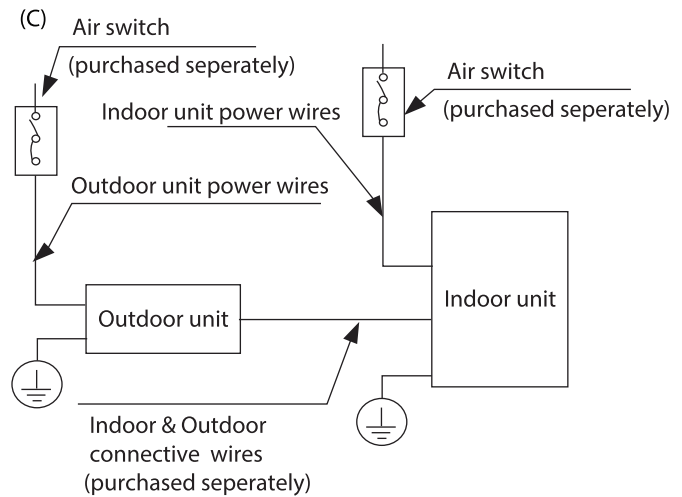 (C)
Air switch
(purchased seperately)
Air switch
(purchased seperately)
Indoor unit power wires
Outdoor unit power wires
Indoor unit
Outdoor unit
Indoor & Outdoor
connective wires
(purchased seperately)